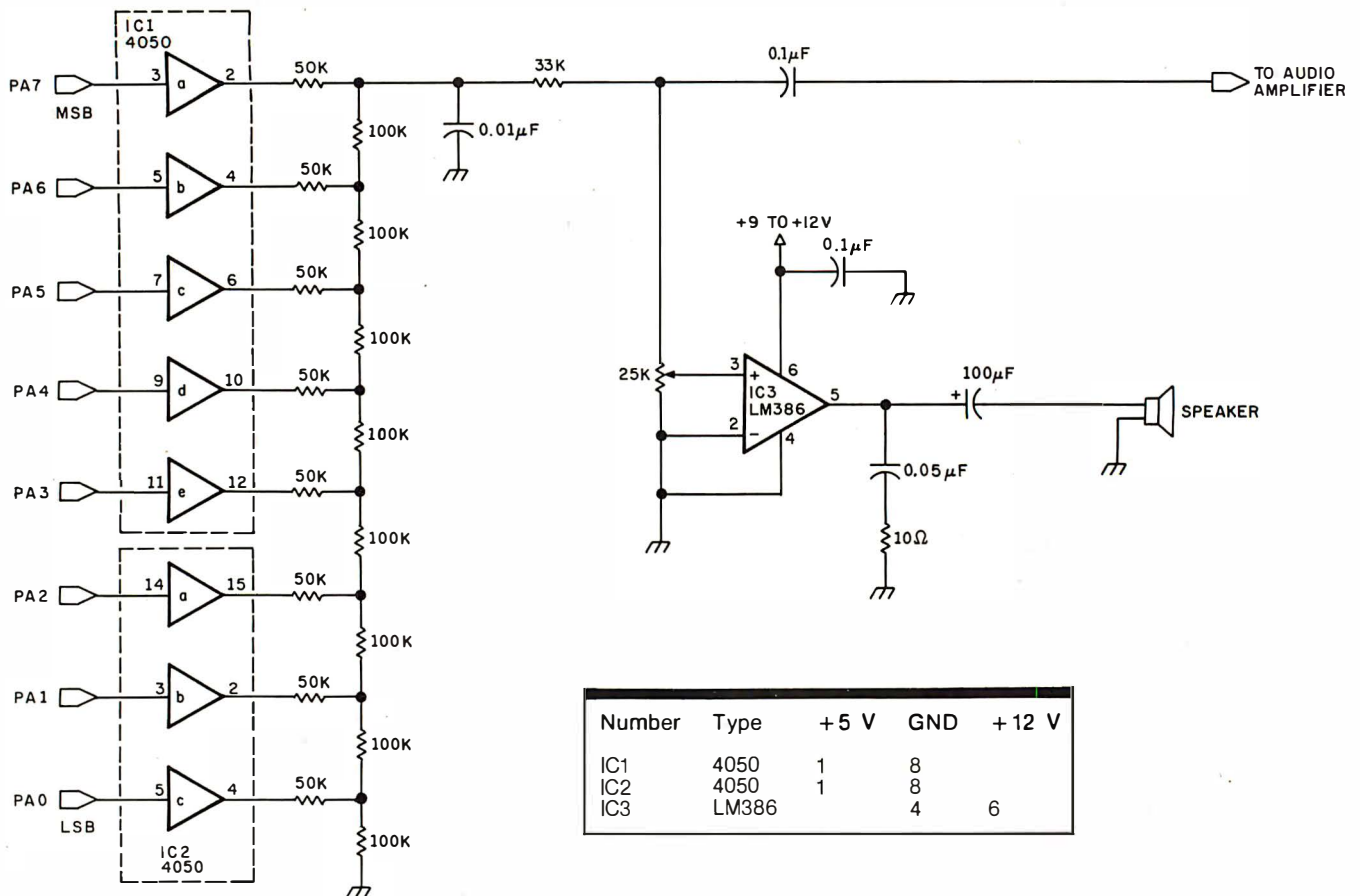 IC1
4050
PA7
MSB
3
a
2
50K
33K
0.1µF
TO AUDIO
AMPLIFIER
100K
0.01µF
PA6
5
b
4
50K
100K
+9 TO +12V
0.1µF
PA5
7
c
6
50K
100K
PA4
9
d
10
50K
25K
3
+
6
IC3
LM386
5
2
−
4
100µF
+
SPEAKER
100K
0.05µF
10Ω
PA3
11
e
12
50K
100K
PA2
14
a
15
50K
100K
PA1
3
b
2
50K
100K
PA0
LSB
5
c
4
50K
100K
IC2
4050
Number Type +5 V GND +12 V
IC1 4050 1 8
IC2 4050 1 8
IC3 LM386 4 6